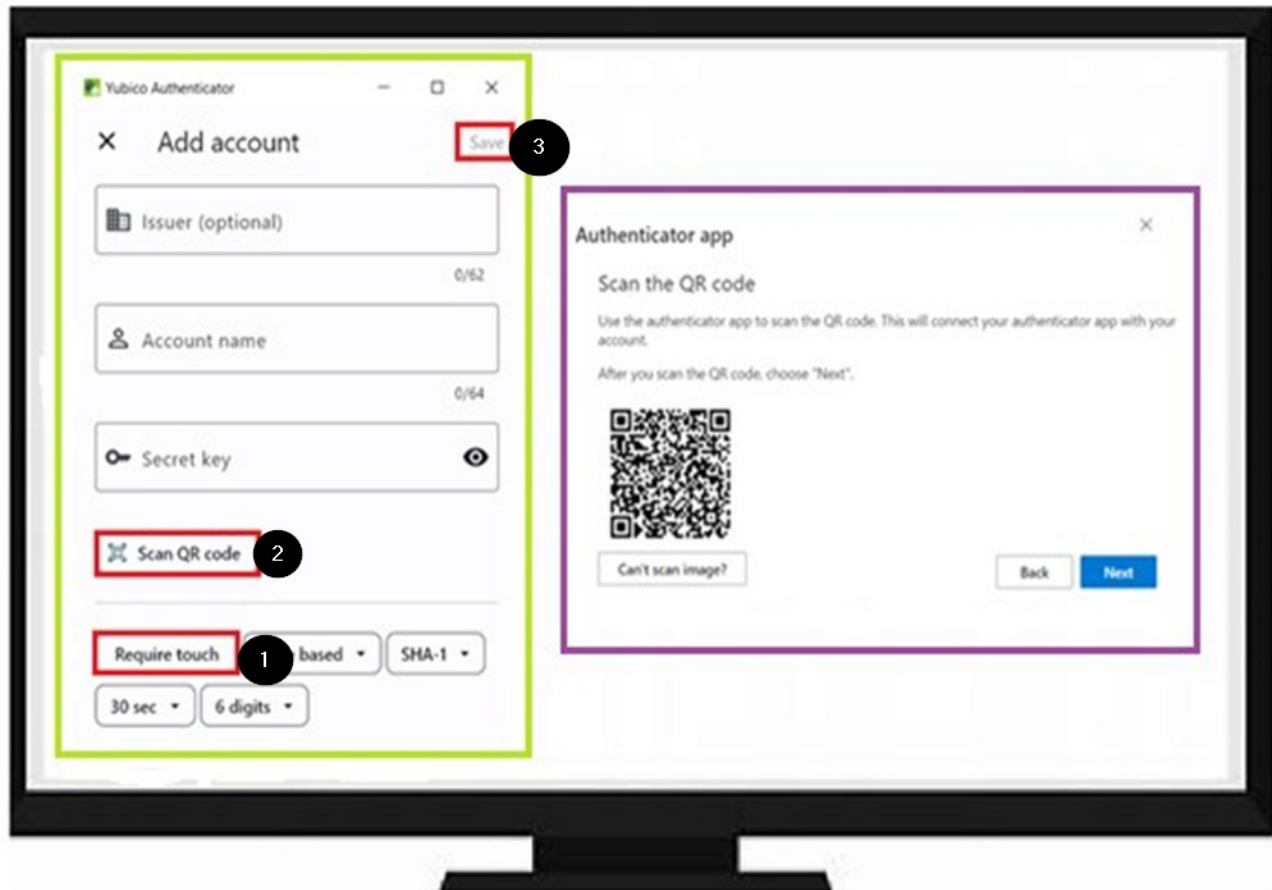 Yubico Authenticator
Add account
Save
3
Issuer (optional)
0/62
Account name
0/64
Secret key
Scan QR code
2
Require touch
1
based
SHA-1
30 sec
6 digits
Authenticator app
Scan the QR code
Use the authenticator app to scan the QR code. This will connect your authenticator app with your
account.
After you scan the QR code, choose "Next".
Can't scan image?
Back
Next